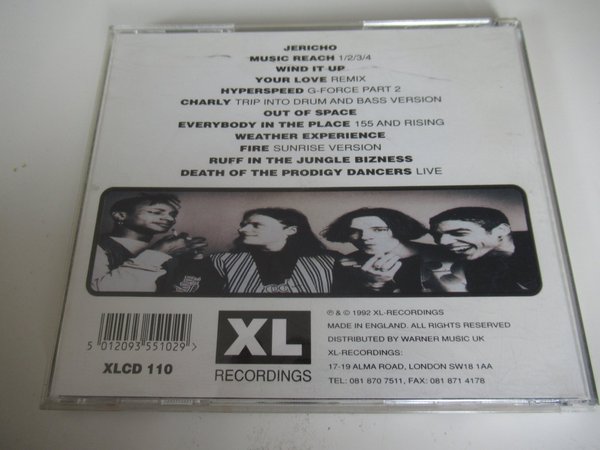 JERICHO
MUSIC REACH 1/2/3/4
WIND IT UP
YOUR LOVE REMIX
HYPERSPEED G-FORCE PART 2
CHARLY TRIP INTO DRUM AND BASS VERSION
OUT OF SPACE
EVERYBODY IN THE PLACE 155 AND RISING
WEATHER EXPERIENCE
FIRE SUNRISE VERSION
RUFF IN THE JUNGLE BIZNESS
DEATH OF THE PRODIGY DANCERS LIVE
5 012093 551029 >
XLCD 110
XL
RECORDINGS
℗ & © 1992 XL-RECORDINGS
MADE IN ENGLAND. ALL RIGHTS RESERVED
DISTRIBUTED BY WARNER MUSIC UK
XL-RECORDINGS:
17-19 ALMA ROAD, LONDON SW18 1AA
TEL: 081 870 7511, FAX: 081 871 4178